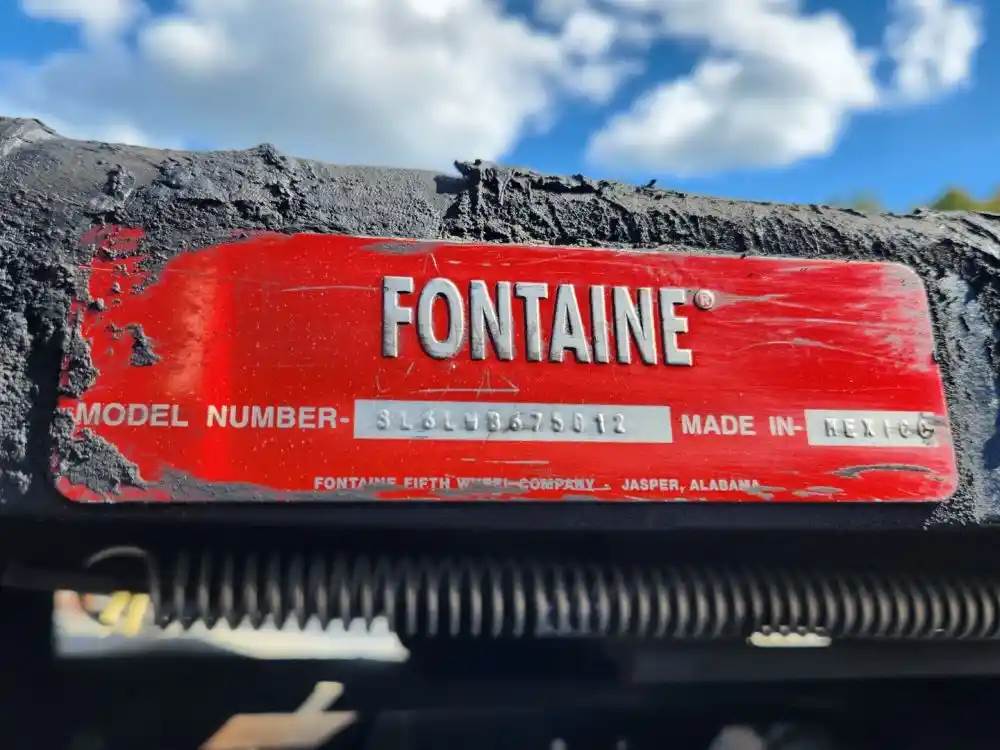 FONTAINE®
MODEL NUMBER- SL6LWB675012 MADE IN- MEXICO
FONTAINE FIFTH WHEEL COMPANY - JASPER, ALABAMA